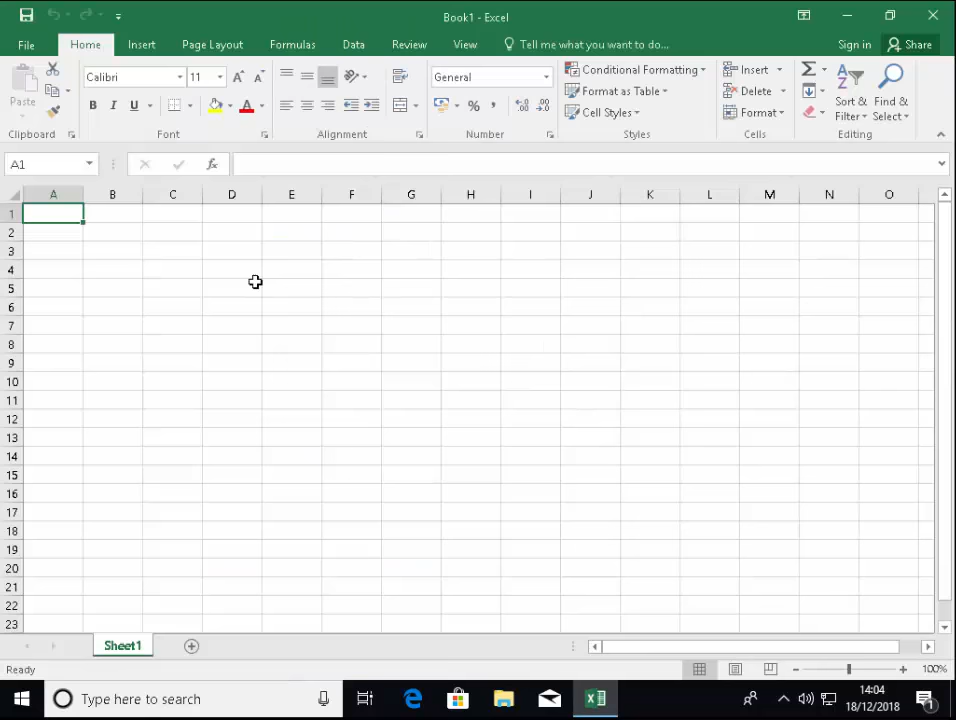 Book1 - Excel
File Home Insert Page Layout Formulas Data Review View Tell me what you want to do... Sign in Share
Paste
Clipboard
Calibri 11
B I U
Font
Alignment
General
%
Number
Conditional Formatting
Format as Table
Cell Styles
Styles
Insert
Delete
Format
Cells
Sort & Filter
Find & Select
Editing
A1 fx
A B C D E F G H I J K L M N O
1
2
3
4
5
6
7
8
9
10
11
12
13
14
15
16
17
18
19
20
21
22
23
Sheet1
Ready 100%
Type here to search
14:04
18/12/2018
1